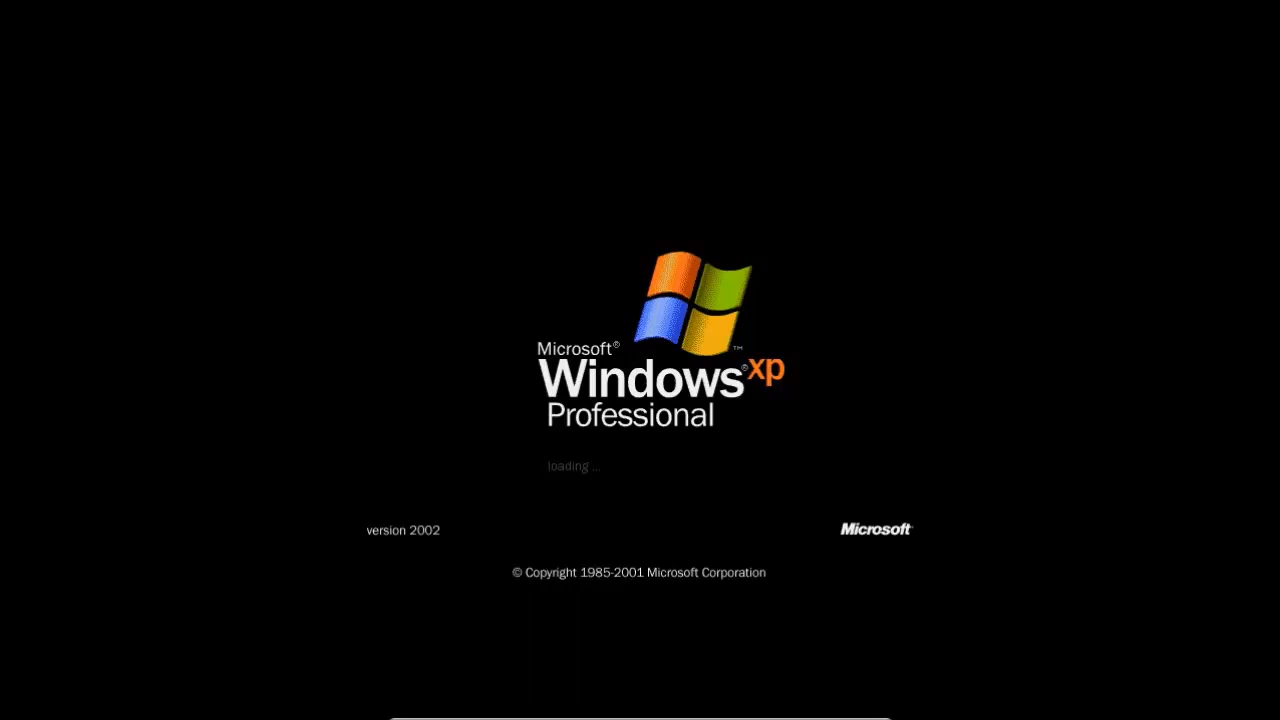 Microsoft®
Windows® xp
Professional
loading ...
version 2002
Microsoft
© Copyright 1985-2001 Microsoft Corporation